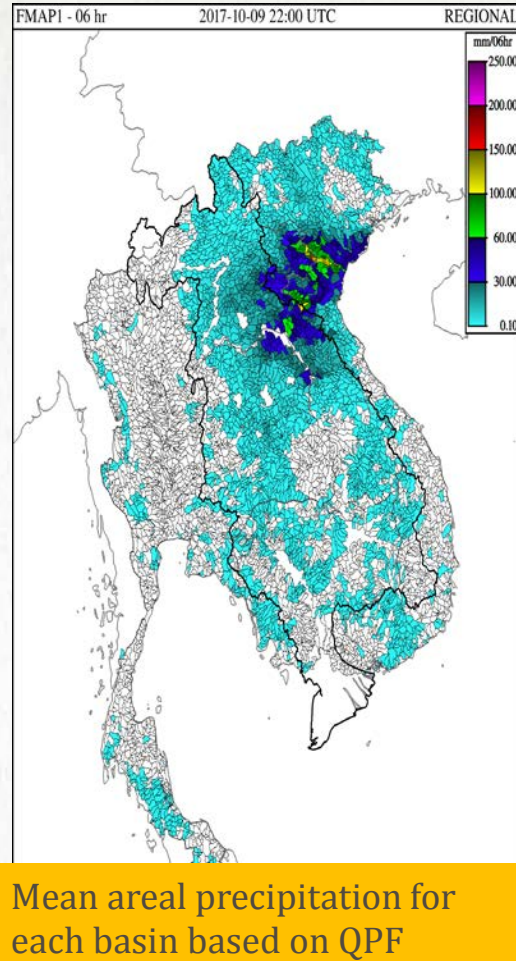 FMAP1 - 06 hr 2017-10-09 22:00 UTC REGIONAL
mm/06hr
250.00
200.00
150.00
100.00
60.00
30.00
0.10
Mean areal precipitation for
each basin based on QPF